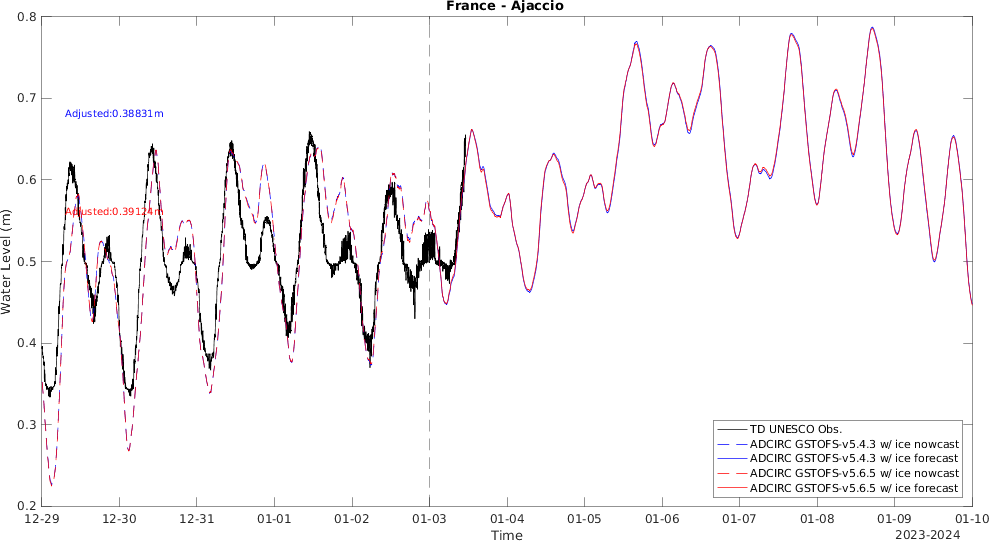 France - Ajaccio
0.8
0.7
0.6
0.5
0.4
0.3
0.2
Water Level (m)
Adjusted:0.38831m
Adjusted:0.39124m
TD UNESCO Obs.
ADCIRC GSTOFS-v5.4.3 w/ ice nowcast
ADCIRC GSTOFS-v5.4.3 w/ ice forecast
ADCIRC GSTOFS-v5.6.5 w/ ice nowcast
ADCIRC GSTOFS-v5.6.5 w/ ice forecast
12-29 12-30 12-31 01-01 01-02 01-03 01-04 01-05 01-06 01-07 01-08 01-09 01-10
Time
2023-2024